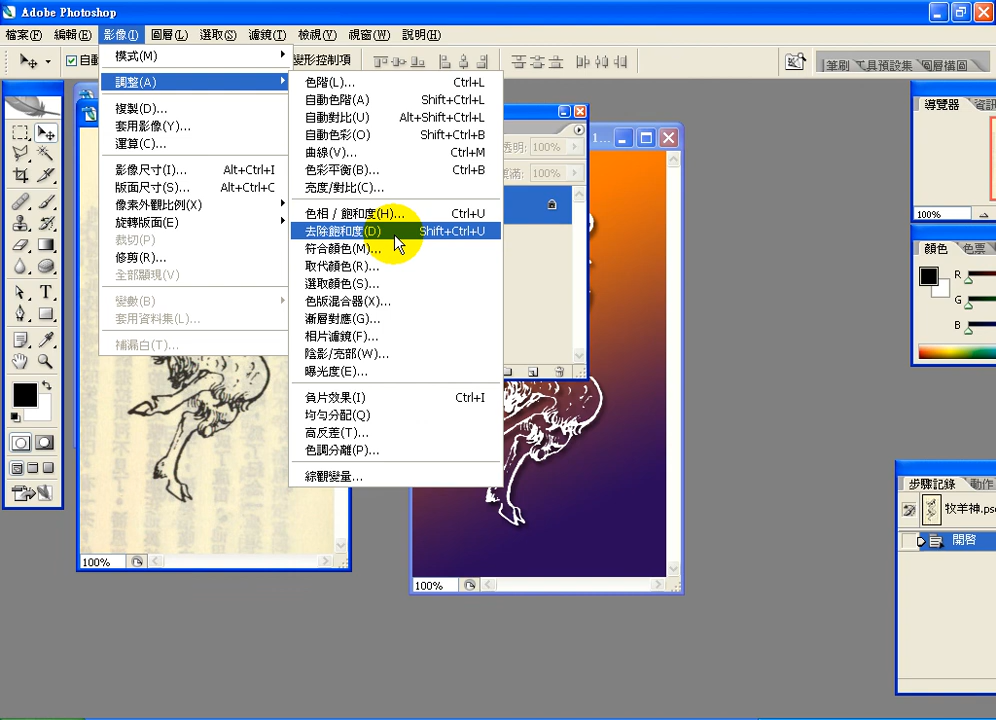 Adobe Photoshop
檔案(F) 編輯(E) 影像(I) 圖層(L) 選取(S) 濾鏡(T) 檢視(V) 視窗(W) 說明(H)
自動
變形控制項
筆刷 工具預設集 圖層構圖
模式(M)
調整(A)
複製(D)...
套用影像(Y)...
運算(C)...
影像尺寸(I)... Alt+Ctrl+I
版面尺寸(S)... Alt+Ctrl+C
像素外觀比例(X)
旋轉版面(E)
裁切(P)
修剪(R)...
全部顯現(V)
變數(B)
套用資料集(L)...
補漏白(T)...
色階(L)... Ctrl+L
自動色階(A) Shift+Ctrl+L
自動對比(U) Alt+Shift+Ctrl+L
自動色彩(O) Shift+Ctrl+B
曲線(V)... Ctrl+M
色彩平衡(B)... Ctrl+B
亮度/對比(C)...
色相 / 飽和度(H)... Ctrl+U
去除飽和度(D) Shift+Ctrl+U
符合顏色(M)...
取代顏色(R)...
選取顏色(S)...
色版混合器(X)...
漸層對應(G)...
相片濾鏡(F)...
陰影/亮部(W)...
曝光度(E)...
負片效果(I) Ctrl+I
均勻分配(Q)
高反差(T)...
色調分離(P)...
綜觀變量...
透明: 100%
填滿: 100%
1...
100%
100%
導覽器 資訊
100%
顏色 色票
R
G
B
步驟記錄 動作
牧羊神.psd
開啓